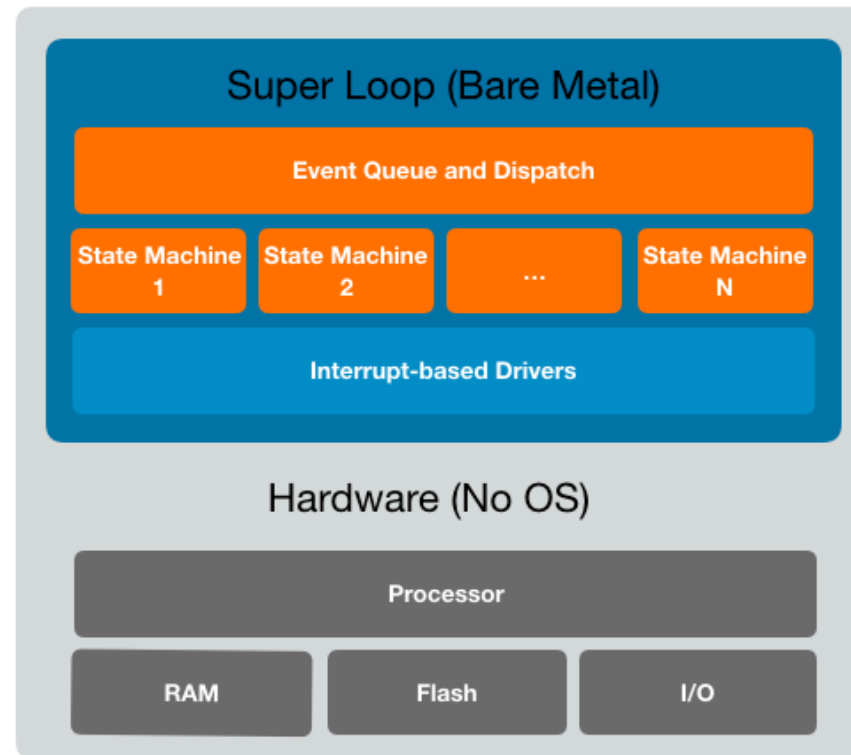 Super Loop (Bare Metal)
Event Queue and Dispatch
State Machine
1
State Machine
2
...
State Machine
N
Interrupt-based Drivers
Hardware (No OS)
Processor
RAM
Flash
I/O